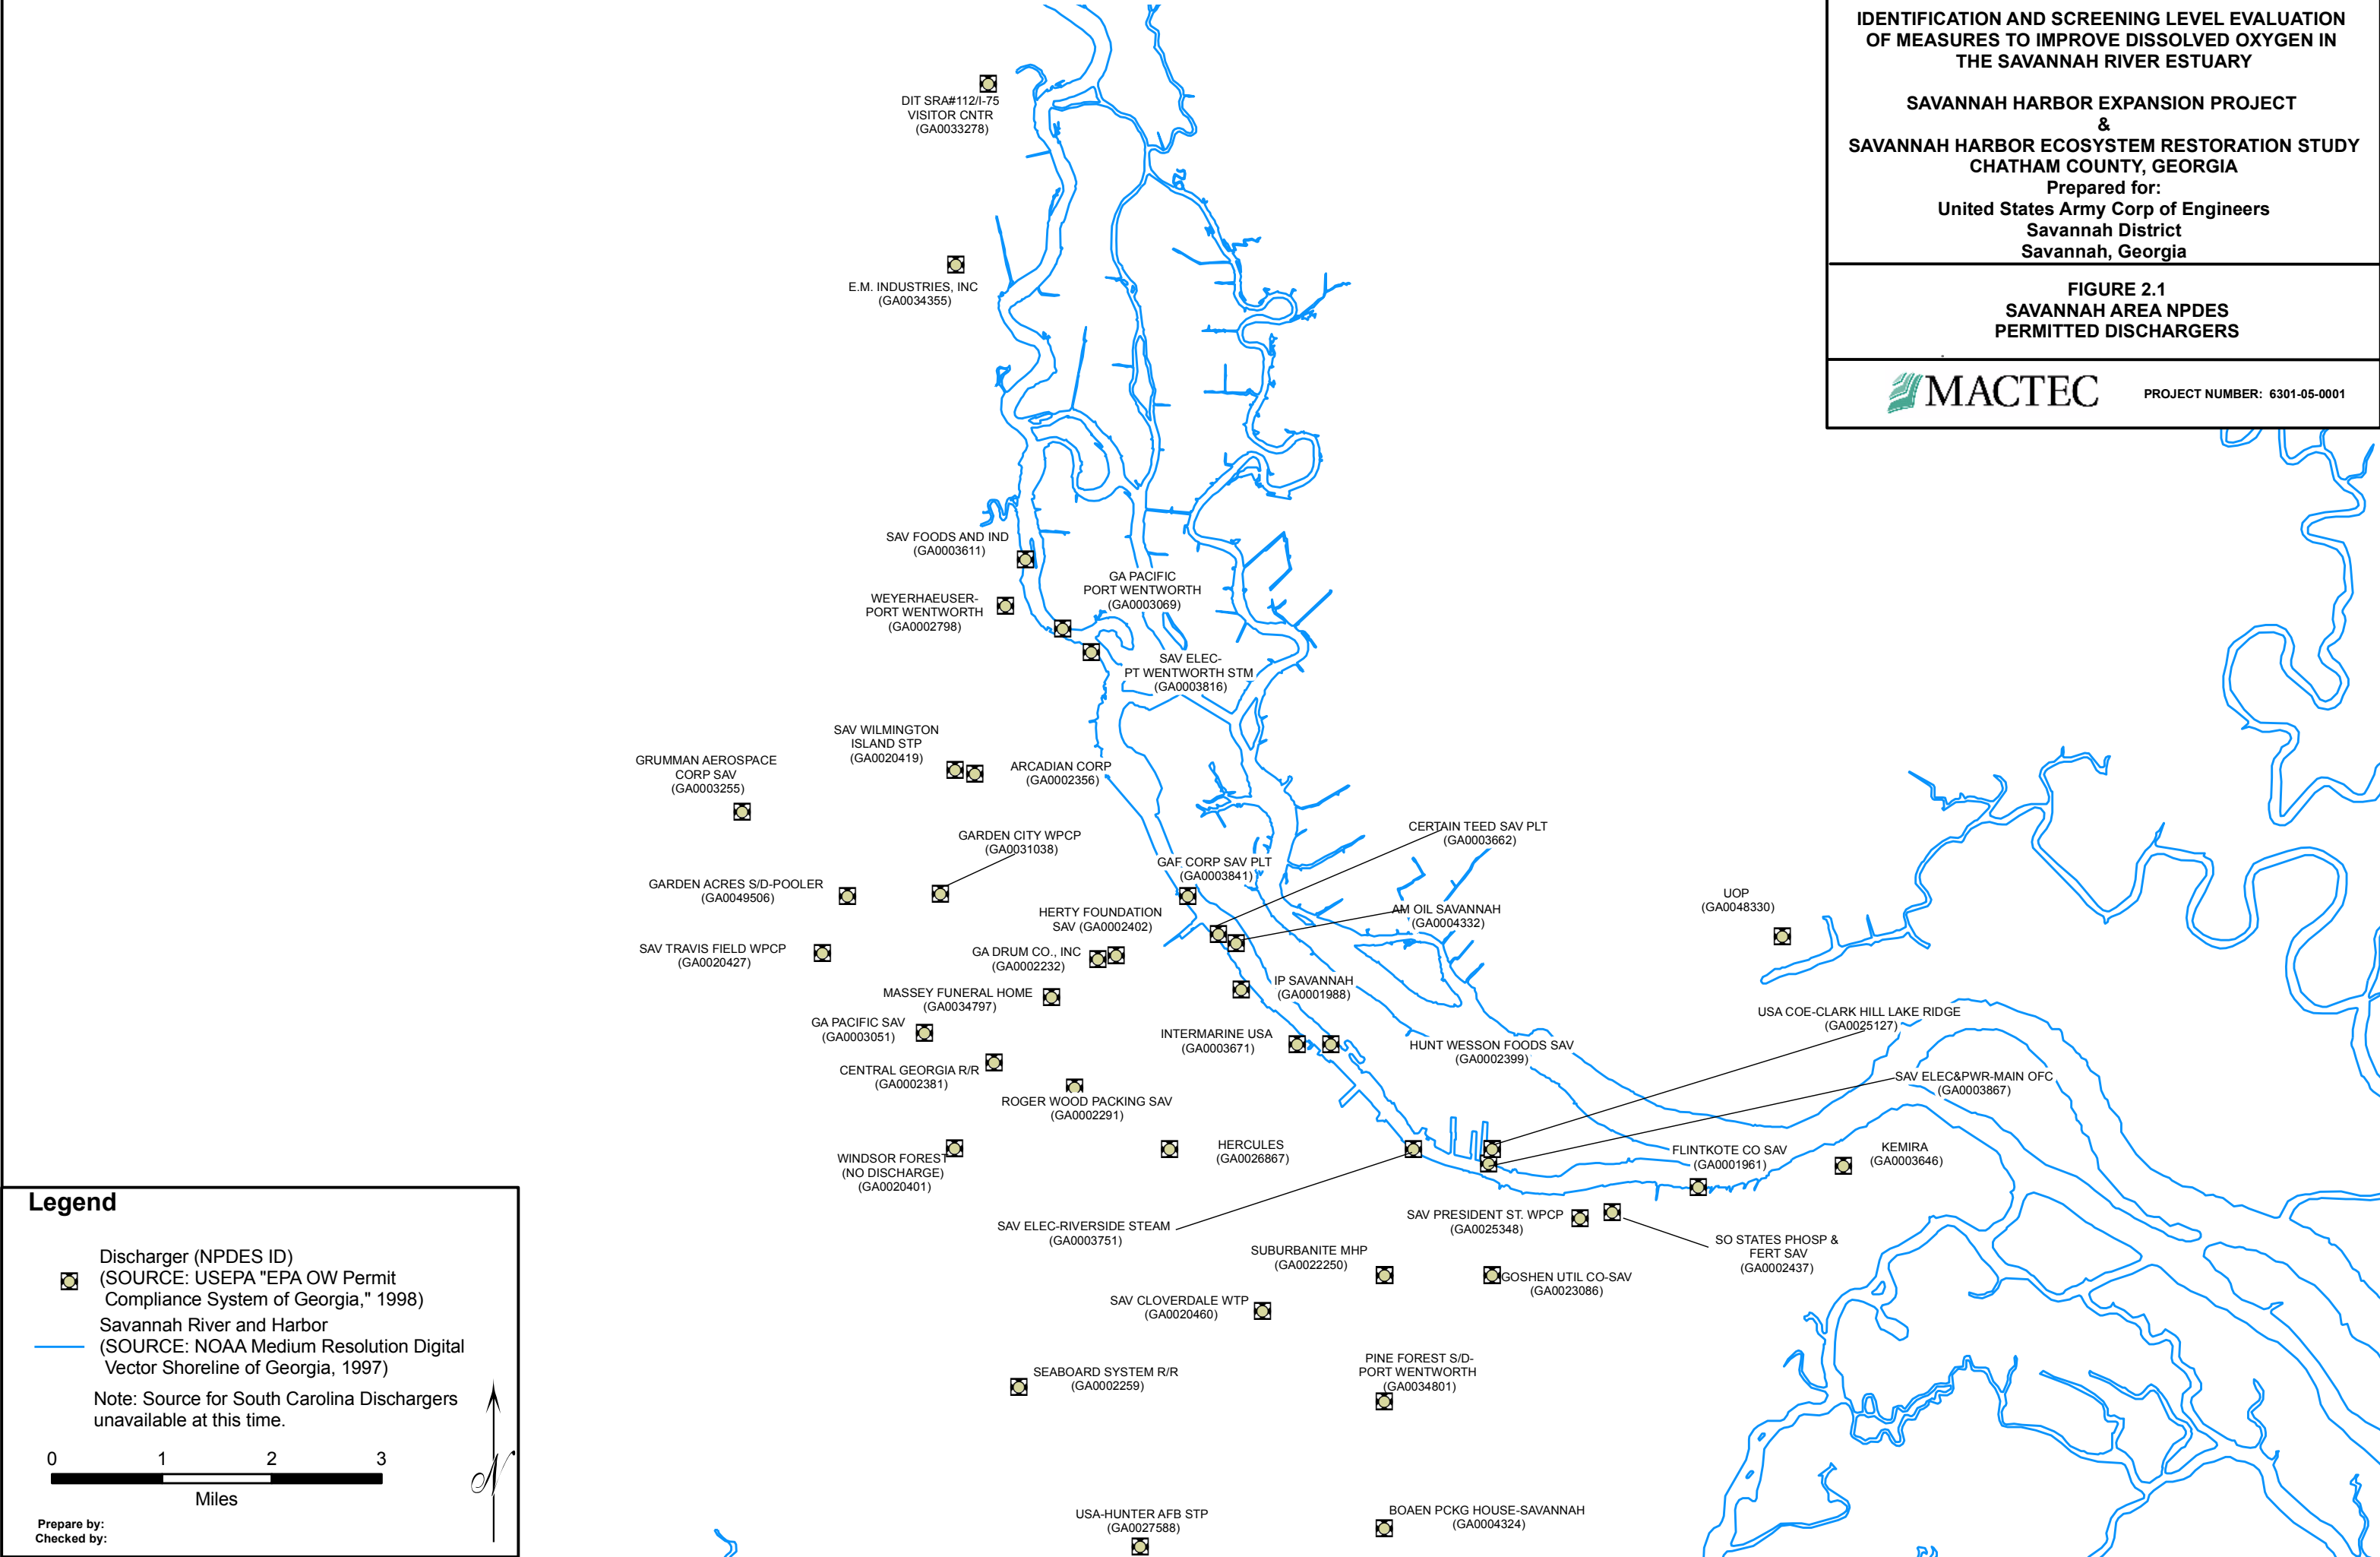 IDENTIFICATION AND SCREENING LEVEL EVALUATION
OF MEASURES TO IMPROVE DISSOLVED OXYGEN IN
THE SAVANNAH RIVER ESTUARY
SAVANNAH HARBOR EXPANSION PROJECT
&
SAVANNAH HARBOR ECOSYSTEM RESTORATION STUDY
CHATHAM COUNTY, GEORGIA
Prepared for:
United States Army Corp of Engineers
Savannah District
Savannah, Georgia
FIGURE 2.1
SAVANNAH AREA NPDES
PERMITTED DISCHARGERS
MACTEC
PROJECT NUMBER: 6301-05-0001
DIT SRA#112/I-75
VISITOR CNTR
(GA0033278)
E.M. INDUSTRIES, INC
(GA0034355)
SAV FOODS AND IND
(GA0003611)
GA PACIFIC
PORT WENTWORTH
(GA0003069)
WEYERHAEUSER-
PORT WENTWORTH
(GA0002798)
SAV ELEC-
PT WENTWORTH STM
(GA0003816)
SAV WILMINGTON
ISLAND STP
(GA0020419)
GRUMMAN AEROSPACE
CORP SAV
(GA0003255)
ARCADIAN CORP
(GA0002356)
GARDEN CITY WPCP
(GA0031038)
CERTAIN TEED SAV PLT
(GA0003662)
GAF CORP SAV PLT
(GA0003841)
GARDEN ACRES S/D-POOLER
(GA0049506)
HERTY FOUNDATION
SAV (GA0002402)
AM OIL SAVANNAH
(GA0004332)
UOP
(GA0048330)
SAV TRAVIS FIELD WPCP
(GA0020427)
GA DRUM CO., INC
(GA0002232)
IP SAVANNAH
(GA0001988)
MASSEY FUNERAL HOME
(GA0034797)
USA COE-CLARK HILL LAKE RIDGE
(GA0025127)
GA PACIFIC SAV
(GA0003051)
INTERMARINE USA
(GA0003671)
HUNT WESSON FOODS SAV
(GA0002399)
CENTRAL GEORGIA R/R
(GA0002381)
SAV ELEC&PWR-MAIN OFC
(GA0003867)
ROGER WOOD PACKING SAV
(GA0002291)
HERCULES
(GA0026867)
FLINTKOTE CO SAV
(GA0001961)
KEMIRA
(GA0003646)
WINDSOR FOREST
(NO DISCHARGE)
(GA0020401)
SAV ELEC-RIVERSIDE STEAM
(GA0003751)
SAV PRESIDENT ST. WPCP
(GA0025348)
SO STATES PHOSP &
FERT SAV
(GA0002437)
SUBURBANITE MHP
(GA0022250)
GOSHEN UTIL CO-SAV
(GA0023086)
SAV CLOVERDALE WTP
(GA0020460)
SEABOARD SYSTEM R/R
(GA0002259)
PINE FOREST S/D-
PORT WENTWORTH
(GA0034801)
USA-HUNTER AFB STP
(GA0027588)
BOAEN PCKG HOUSE-SAVANNAH
(GA0004324)
Legend
Discharger (NPDES ID)
(SOURCE: USEPA "EPA OW Permit
Compliance System of Georgia," 1998)
Savannah River and Harbor
(SOURCE: NOAA Medium Resolution Digital
Vector Shoreline of Georgia, 1997)
Note: Source for South Carolina Dischargers
unavailable at this time.
0 1 2 3
Miles
N
Prepare by:
Checked by: